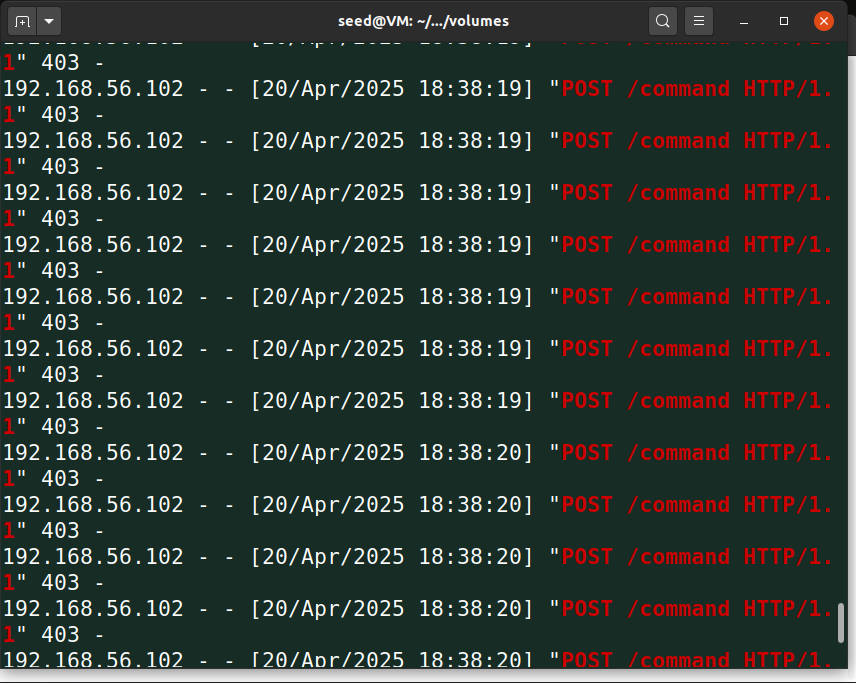 seed@VM: ~/.../volumes
1" 403 -
192.168.56.102 - - [20/Apr/2025 18:38:19] "POST /command HTTP/1.
1" 403 -
192.168.56.102 - - [20/Apr/2025 18:38:19] "POST /command HTTP/1.
1" 403 -
192.168.56.102 - - [20/Apr/2025 18:38:19] "POST /command HTTP/1.
1" 403 -
192.168.56.102 - - [20/Apr/2025 18:38:19] "POST /command HTTP/1.
1" 403 -
192.168.56.102 - - [20/Apr/2025 18:38:19] "POST /command HTTP/1.
1" 403 -
192.168.56.102 - - [20/Apr/2025 18:38:19] "POST /command HTTP/1.
1" 403 -
192.168.56.102 - - [20/Apr/2025 18:38:19] "POST /command HTTP/1.
1" 403 -
192.168.56.102 - - [20/Apr/2025 18:38:20] "POST /command HTTP/1.
1" 403 -
192.168.56.102 - - [20/Apr/2025 18:38:20] "POST /command HTTP/1.
1" 403 -
192.168.56.102 - - [20/Apr/2025 18:38:20] "POST /command HTTP/1.
1" 403 -
192.168.56.102 - - [20/Apr/2025 18:38:20] "POST /command HTTP/1.
1" 403 -
192.168.56.102 - - [20/Apr/2025 18:38:20] "POST /command HTTP/1.